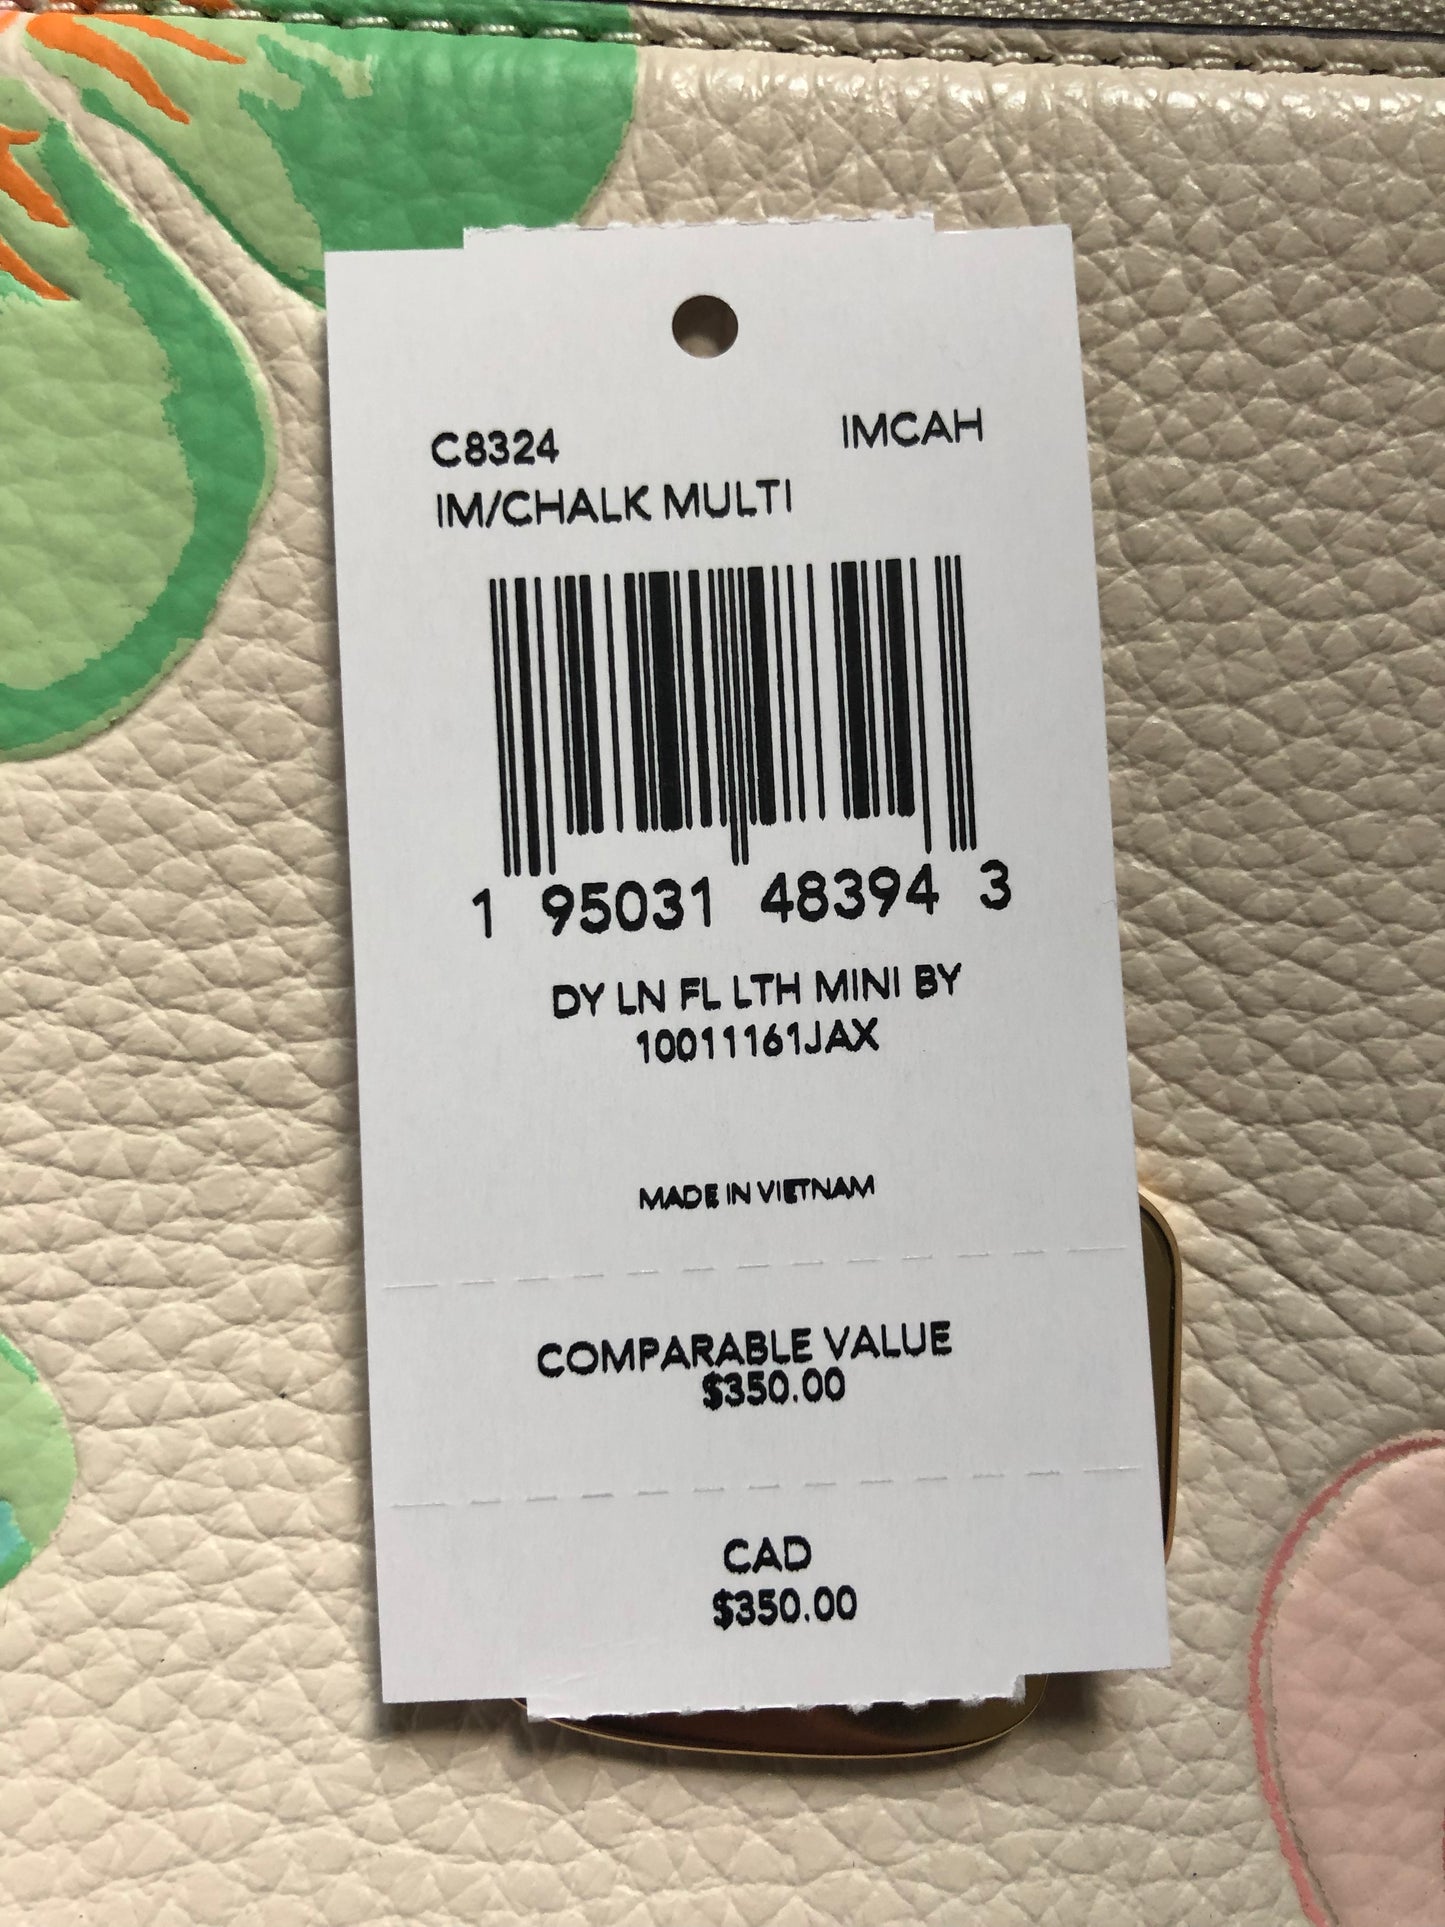 C8324 IMCAH
IM/CHALK MULTI
1 95031 48394 3
DY LN FL LTH MINI BY
10011161JAX
MADE IN VIETNAM
COMPARABLE VALUE
$350.00
CAD
$350.00